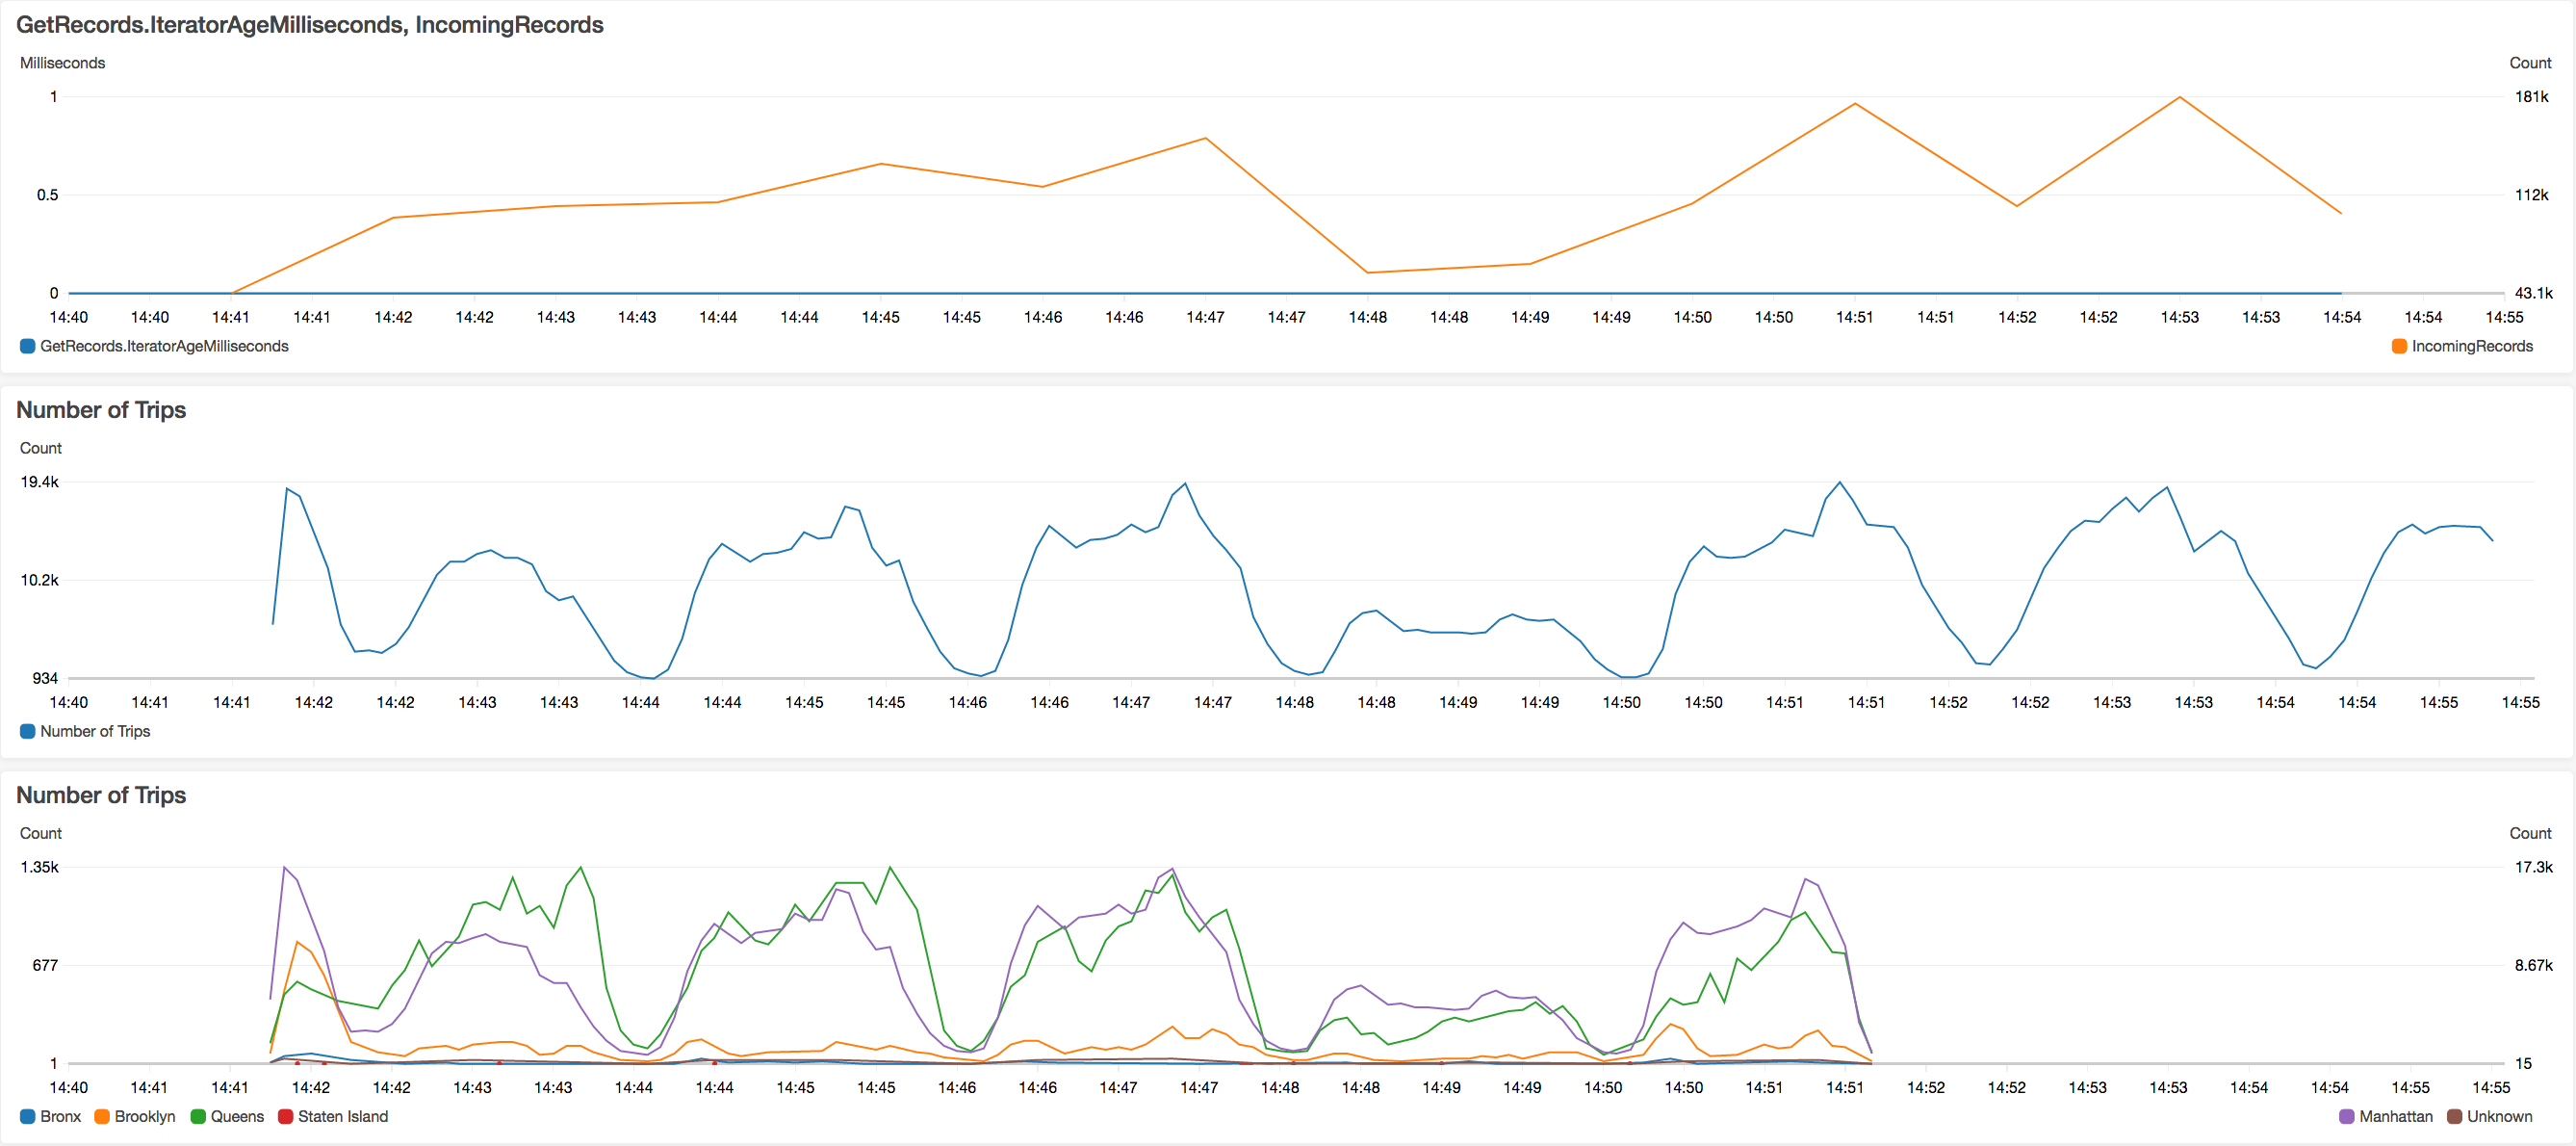 GetRecords.IteratorAgeMilliseconds, IncomingRecords
Milliseconds Count
1 181k
0.5 112k
0 43.1k
14:40 14:40 14:41 14:41 14:42 14:42 14:43 14:43 14:44 14:44 14:45 14:45 14:46 14:46 14:47 14:47 14:48 14:48 14:49 14:49 14:50 14:50 14:51 14:51 14:52 14:52 14:53 14:53 14:54 14:54 14:55
GetRecords.IteratorAgeMilliseconds IncomingRecords
Number of Trips
Count
19.4k
10.2k
934
14:40 14:41 14:41 14:42 14:42 14:43 14:43 14:44 14:44 14:45 14:45 14:46 14:46 14:47 14:47 14:48 14:48 14:49 14:49 14:50 14:50 14:51 14:51 14:52 14:52 14:53 14:53 14:54 14:54 14:55 14:55
Number of Trips
Number of Trips
Count Count
1.35k 17.3k
677 8.67k
1 15
14:40 14:41 14:41 14:42 14:42 14:43 14:43 14:44 14:44 14:45 14:45 14:46 14:46 14:47 14:47 14:48 14:48 14:49 14:49 14:50 14:50 14:51 14:51 14:52 14:52 14:53 14:53 14:54 14:54 14:55 14:55
Bronx Brooklyn Queens Staten Island Manhattan Unknown